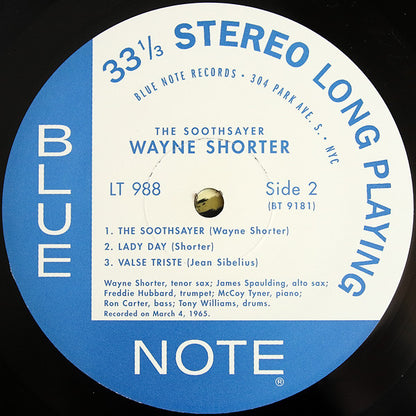 33 1/3 STEREO LONG PLAYING
BLUE NOTE RECORDS • 304 PARK AVE. S. • NYC
THE SOOTHSAYER
WAYNE SHORTER
LT 988
Side 2
(BT 9181)
1. THE SOOTHSAYER (Wayne Shorter)
2. LADY DAY (Shorter)
3. VALSE TRISTE (Jean Sibelius)
Wayne Shorter, tenor sax; James Spaulding, alto sax;
Freddie Hubbard, trumpet; McCoy Tyner, piano;
Ron Carter, bass; Tony Williams, drums.
Recorded on March 4, 1965.
BLUE
NOTE®